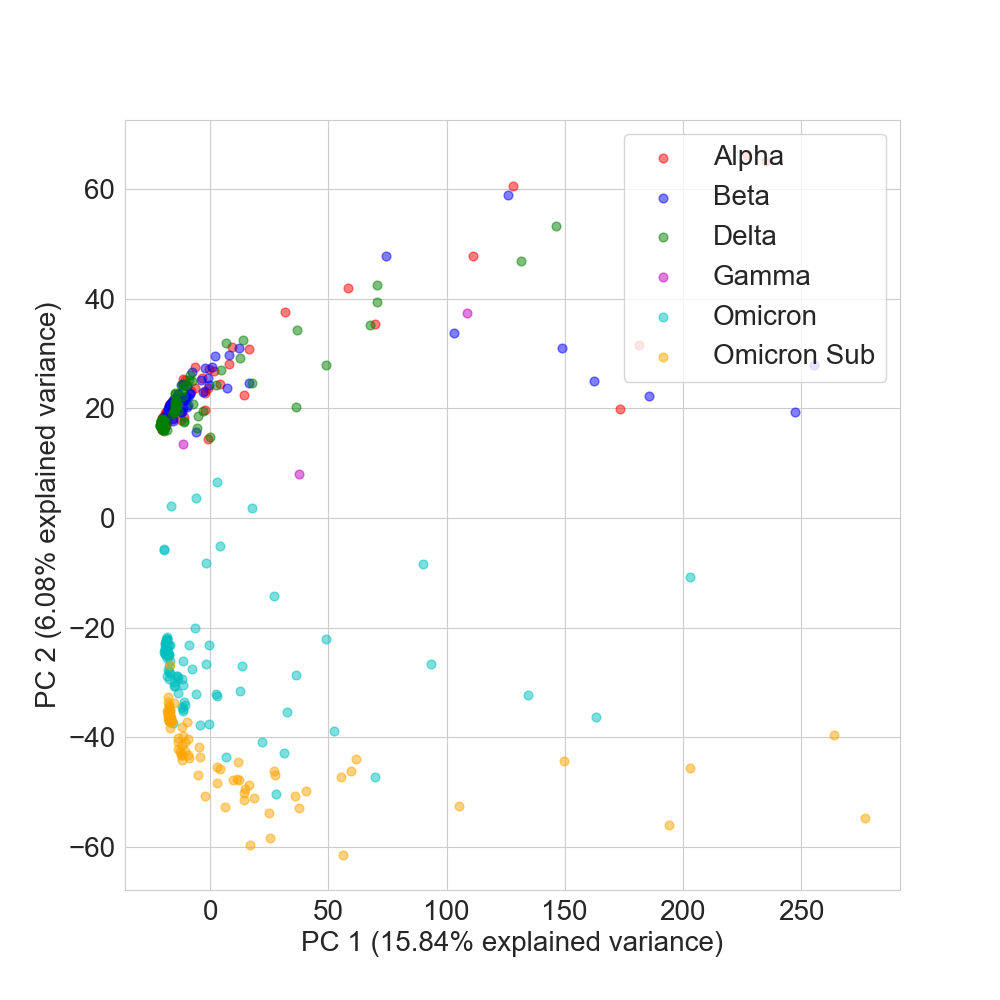 Alpha
Beta
Delta
Gamma
Omicron
Omicron Sub
60
40
20
0
−20
−40
−60
PC 2 (6.08% explained variance)
0
50
100
150
200
250
PC 1 (15.84% explained variance)